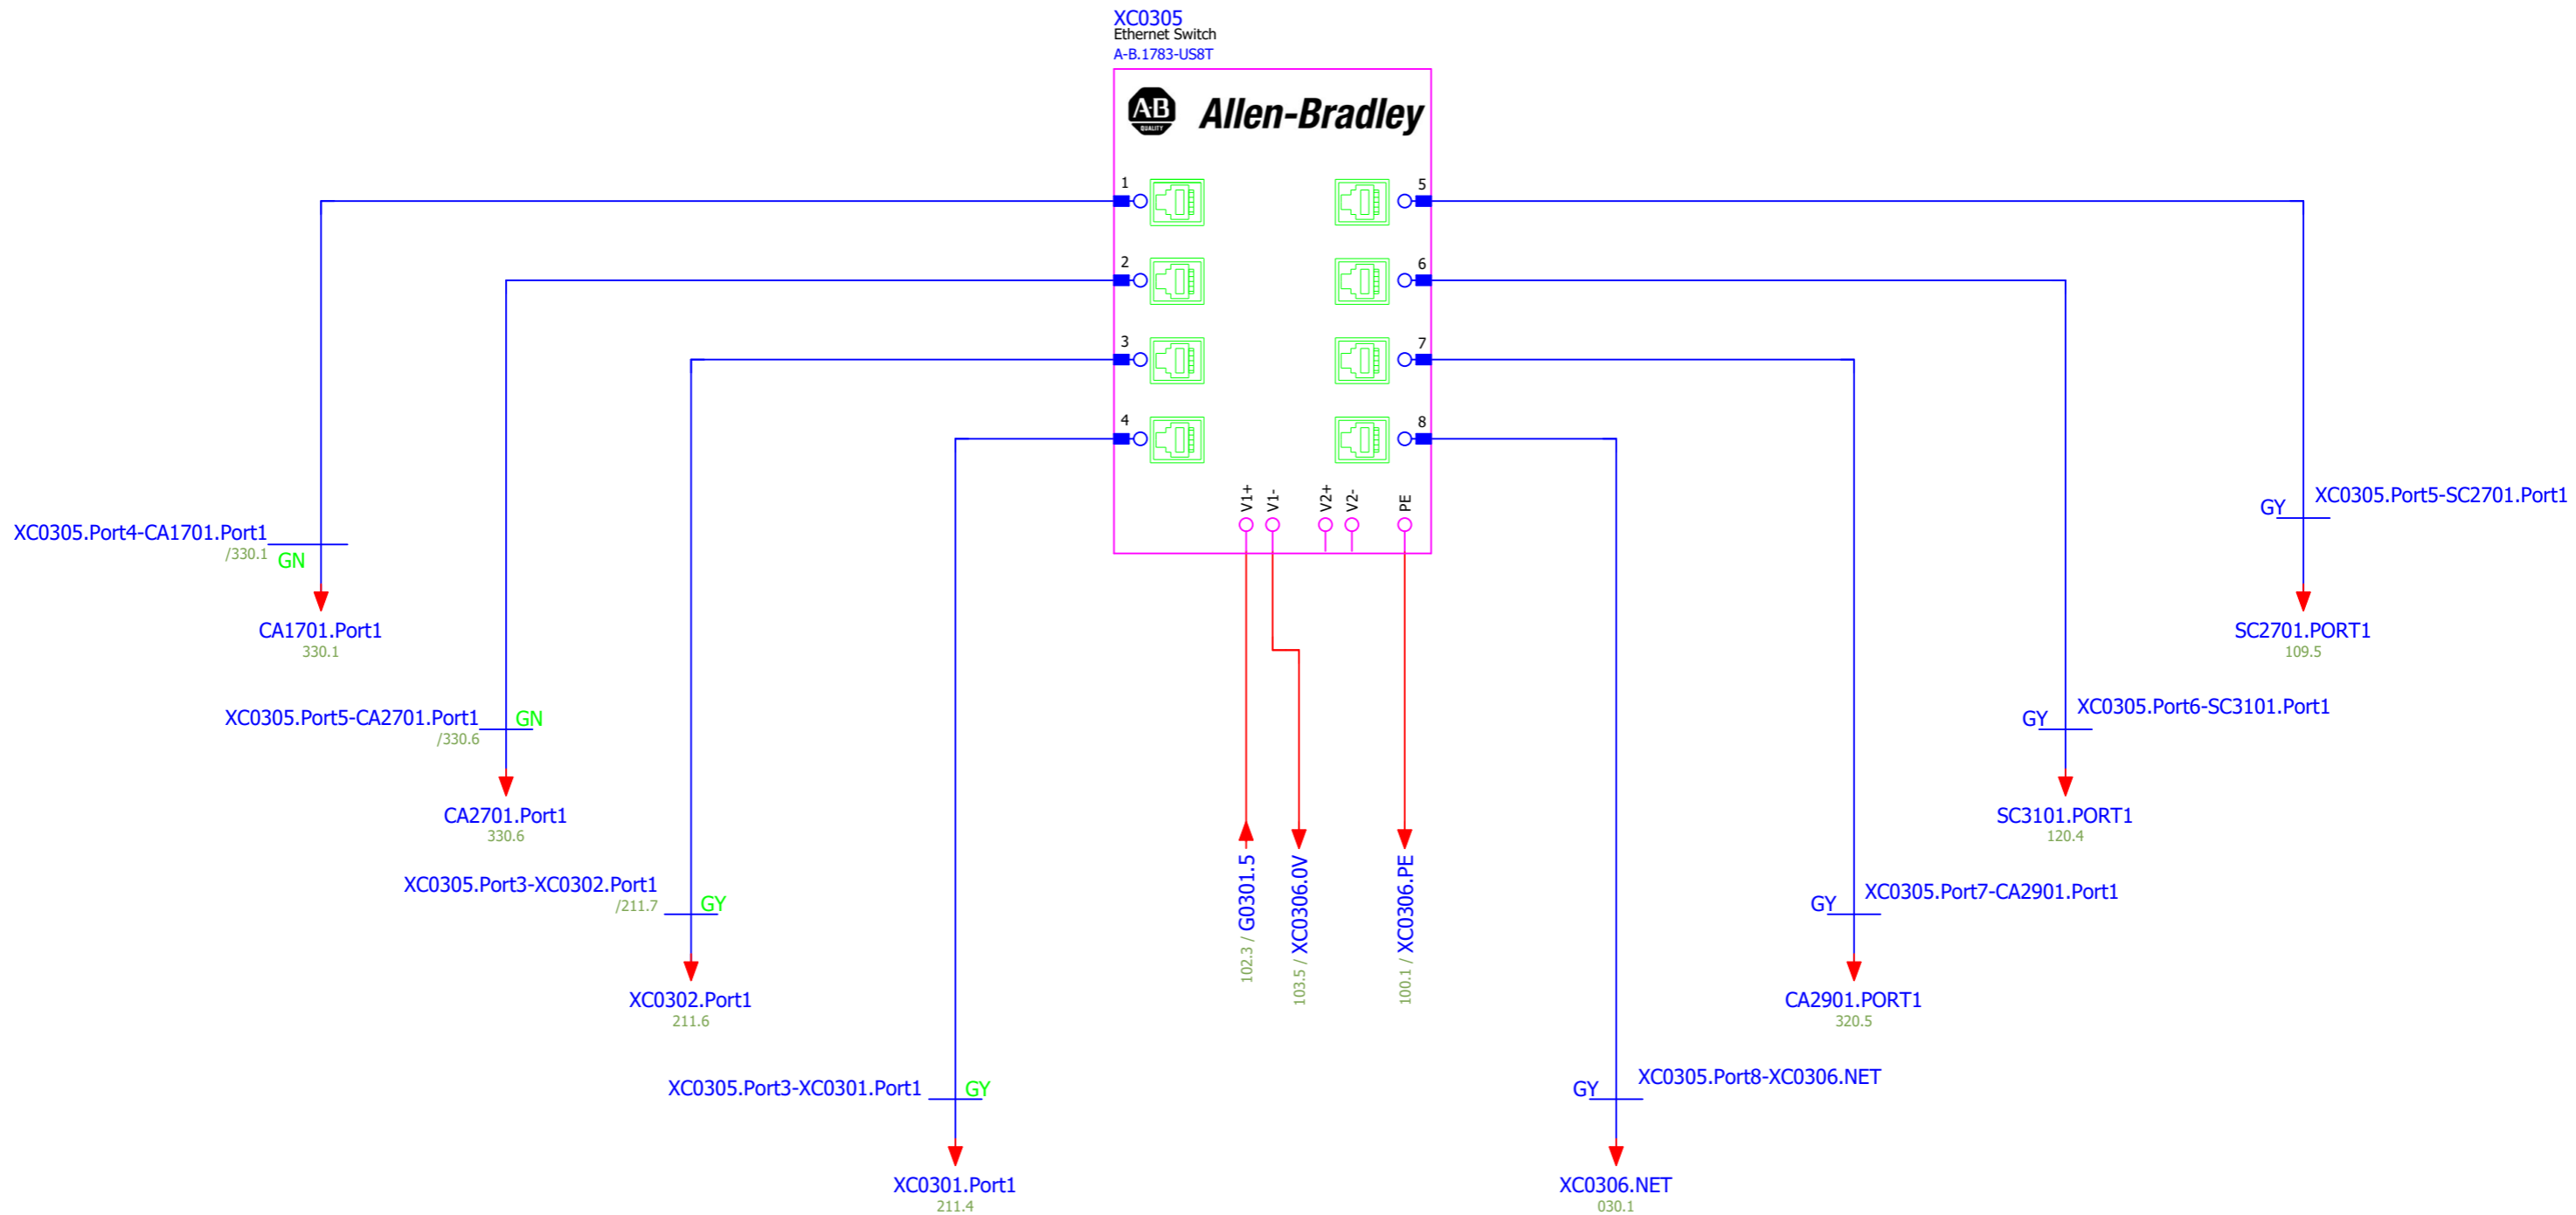 XC0305
Ethernet Switch
A-B.1783-US8T
A-B
QUALITY
Allen-Bradley
1
5
2
6
3
7
4
8
V1+
V1-
V2+
V2-
PE
XC0305.Port4-CA1701.Port1
/330.1
GN
CA1701.Port1
330.1
XC0305.Port5-CA2701.Port1
/330.6
GN
CA2701.Port1
330.6
XC0305.Port3-XC0302.Port1
/211.7
GY
XC0302.Port1
211.6
XC0305.Port3-XC0301.Port1
GY
XC0301.Port1
211.4
102.3 / G0301.5
103.5 / XC0306.0V
100.1 / XC0306.PE
GY
XC0305.Port5-SC2701.Port1
SC2701.PORT1
109.5
GY
XC0305.Port6-SC3101.Port1
SC3101.PORT1
120.4
GY
XC0305.Port7-CA2901.Port1
CA2901.PORT1
320.5
GY
XC0305.Port8-XC0306.NET
XC0306.NET
030.1